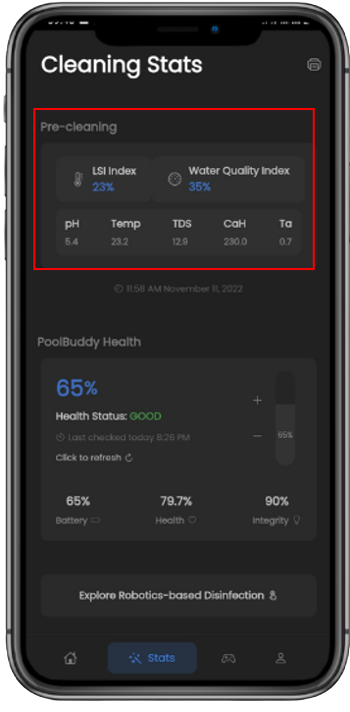 Cleaning Stats
Pre-cleaning
LSI Index
23%
Water Quality Index
35%
pH Temp TDS CaH Ta
5.4 23.2 12.9 230.0 0.7
11:58 AM November 11, 2022
PoolBuddy Health
65%
Health Status: GOOD
Last checked today 8:26 PM
Click to refresh
+
−
65%
65% 79.7% 90%
Battery Health Integrity
Explore Robotics-based Disinfection
Stats